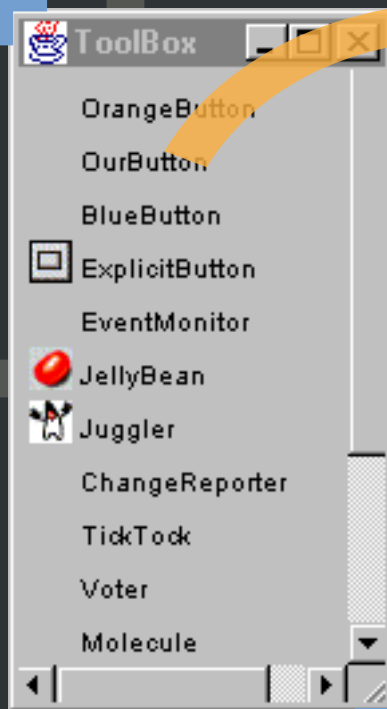 ToolBox
OrangeButton
OurButton
BlueButton
ExplicitButton
EventMonitor
JellyBean
Juggler
ChangeReporter
TickTock
Voter
Molecule